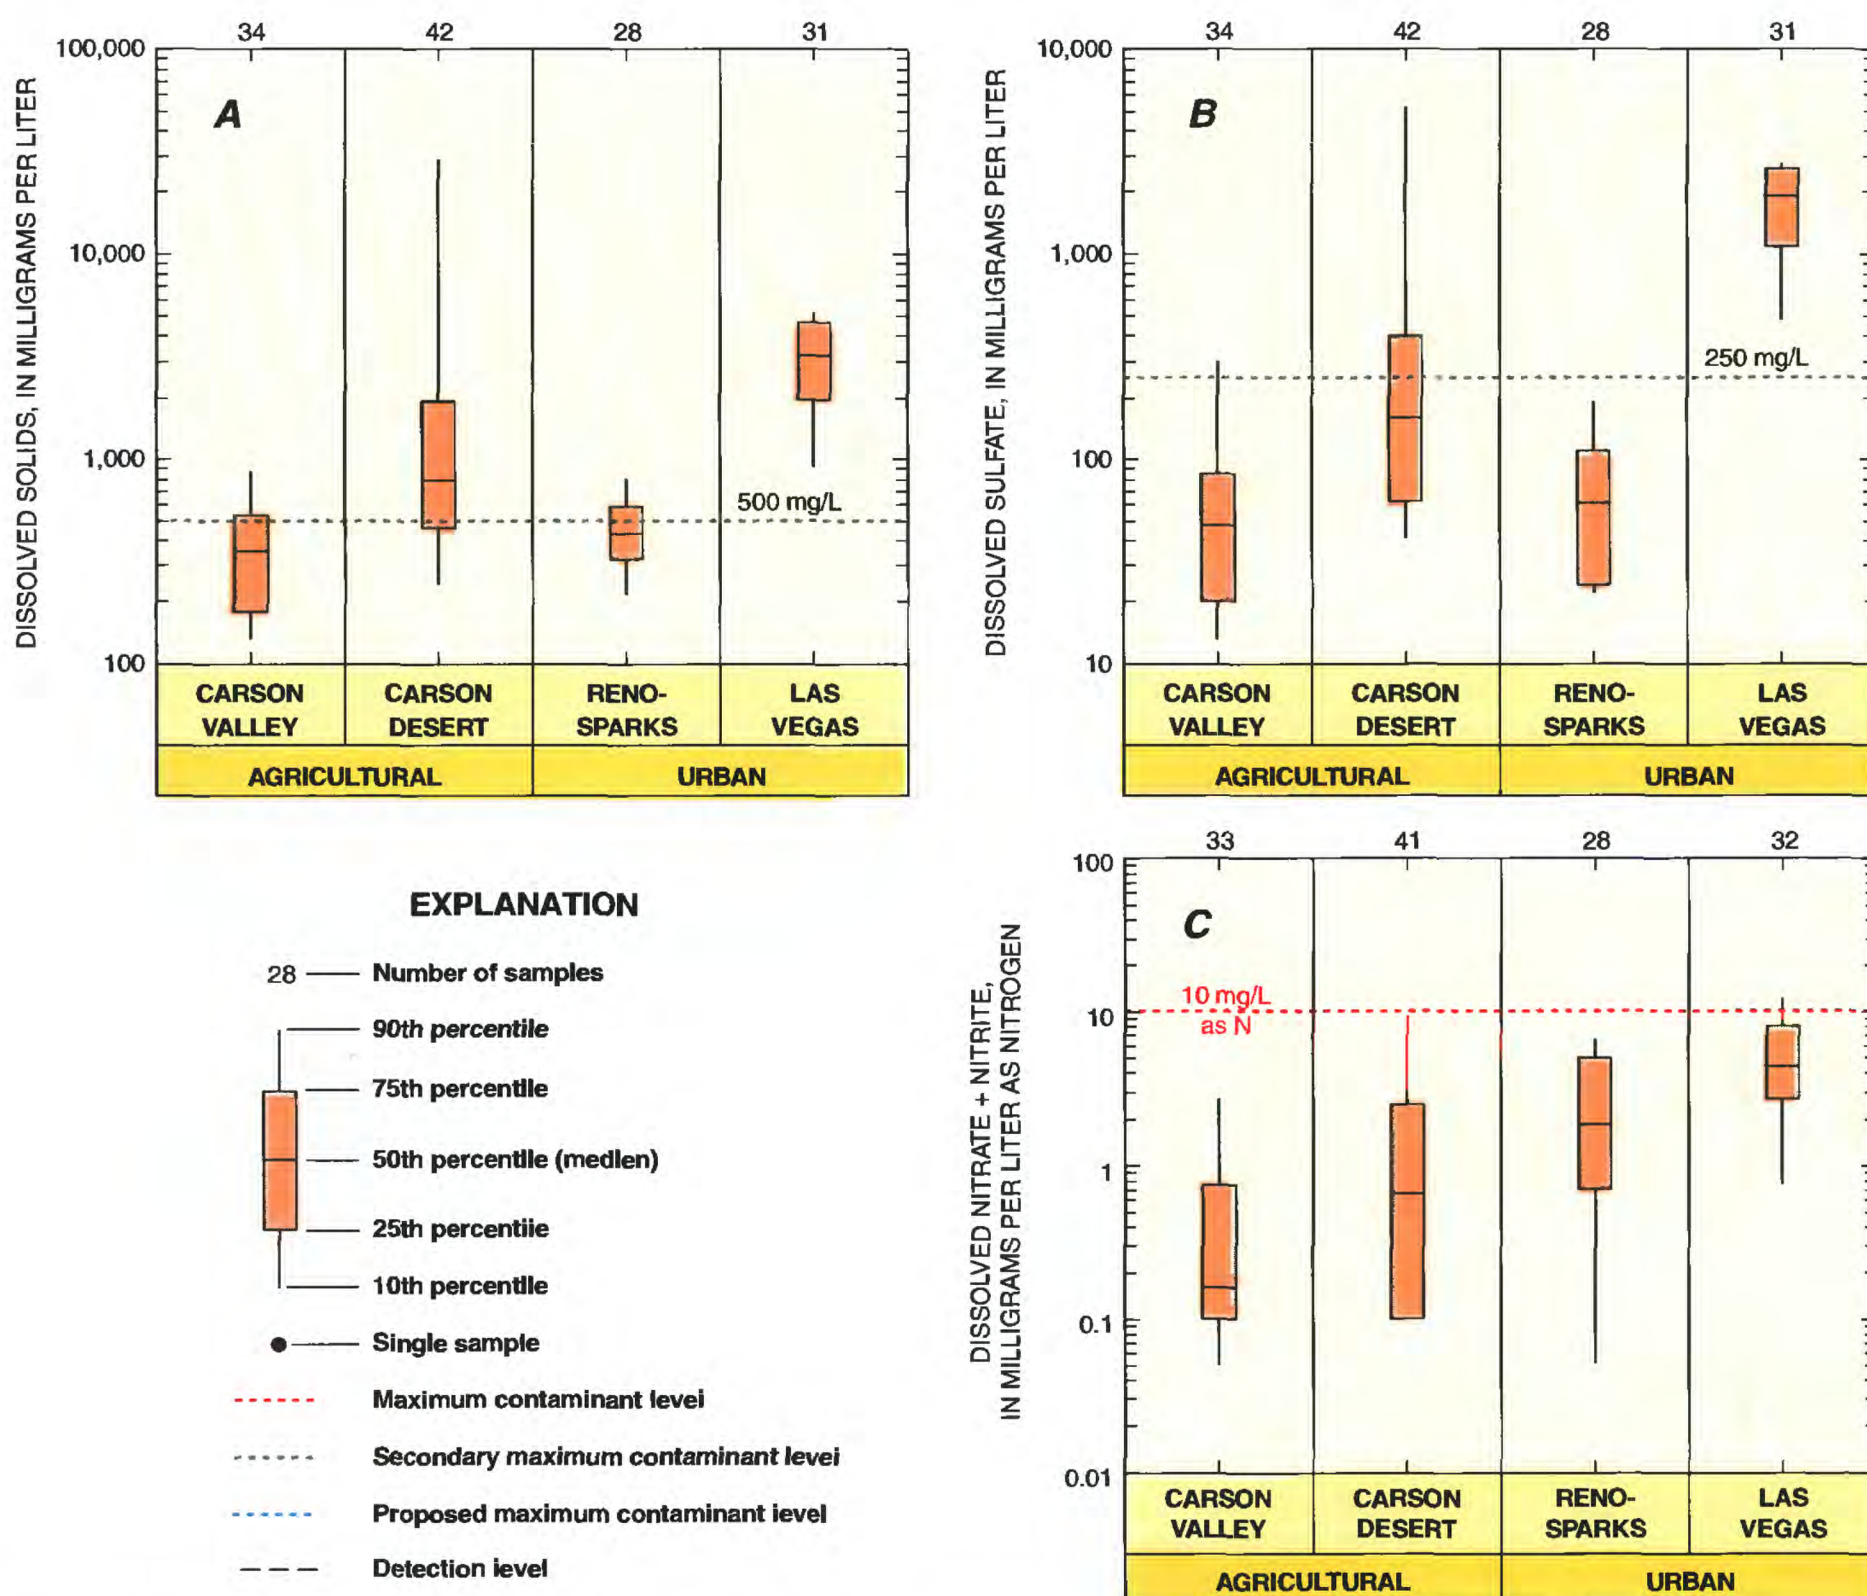 34 42 28 31
100,000
10,000
1,000
100
DISSOLVED SOLIDS, IN MILLIGRAMS PER LITER
A
500 mg/L
CARSON VALLEY
CARSON DESERT
RENO-SPARKS
LAS VEGAS
AGRICULTURAL
URBAN
34 42 28 31
10,000
1,000
100
10
DISSOLVED SULFATE, IN MILLIGRAMS PER LITER
B
250 mg/L
CARSON VALLEY
CARSON DESERT
RENO-SPARKS
LAS VEGAS
AGRICULTURAL
URBAN
EXPLANATION
28 Number of samples
90th percentile
75th percentile
50th percentile (medlen)
25th percentile
10th percentile
Single sample
Maximum contaminant level
Secondary maximum contaminant level
Proposed maximum contaminant level
Detection level
33 41 28 32
100
10
1
0.1
0.01
DISSOLVED NITRATE + NITRITE,
IN MILLIGRAMS PER LITER AS NITROGEN
C
10 mg/L
as N
CARSON VALLEY
CARSON DESERT
RENO-SPARKS
LAS VEGAS
AGRICULTURAL
URBAN